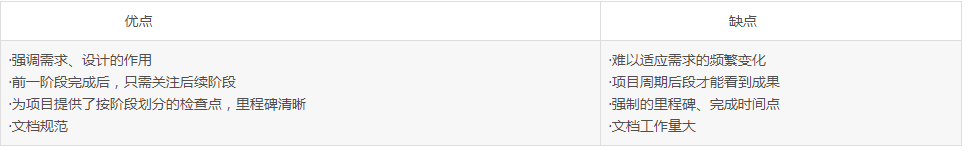 优点
缺点
·强调需求、设计的作用
·前一阶段完成后，只需关注后续阶段
·为项目提供了按阶段划分的检查点，里程碑清晰
·文档规范
·难以适应需求的频繁变化
·项目周期后段才能看到成果
·强制的里程碑、完成时间点
·文档工作量大